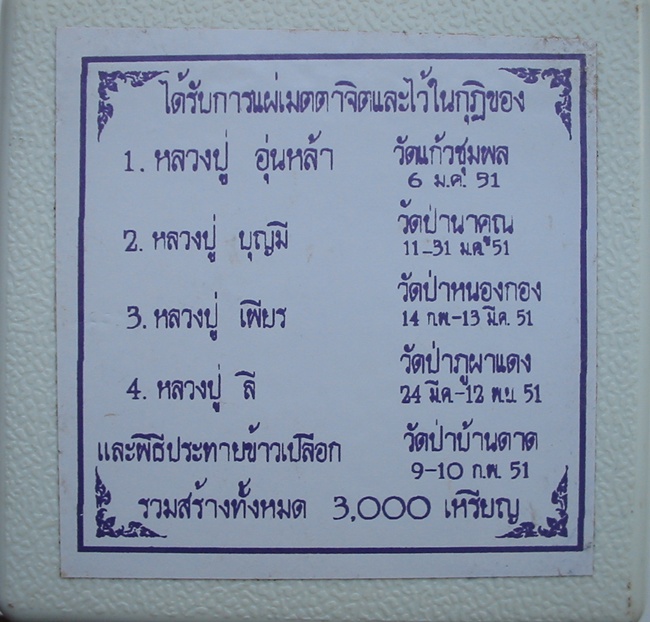 ได้รับการแผ่เมตตาจิตและไว้ในกุฏิของ
1. หลวงปู่ อุ่นหล้า วัดแก้วชุมพล
6 ม.ค. 51
2. หลวงปู่ บุญมี วัดป่านาคูณ
11-31 ม.ค. 51
3. หลวงปู่ เพียร วัดป่าหนองกอง
14 ก.พ.-13 มี.ค. 51
4. หลวงปู่ ลี วัดป่าภูผาแดง
24 มี.ค.-12 พ.ย. 51
และพิธีประทายข้าวเปลือก วัดป่าบ้านตาด
9-10 ก.พ. 51
รวมสร้างทั้งหมด 3,000 เหรียญ